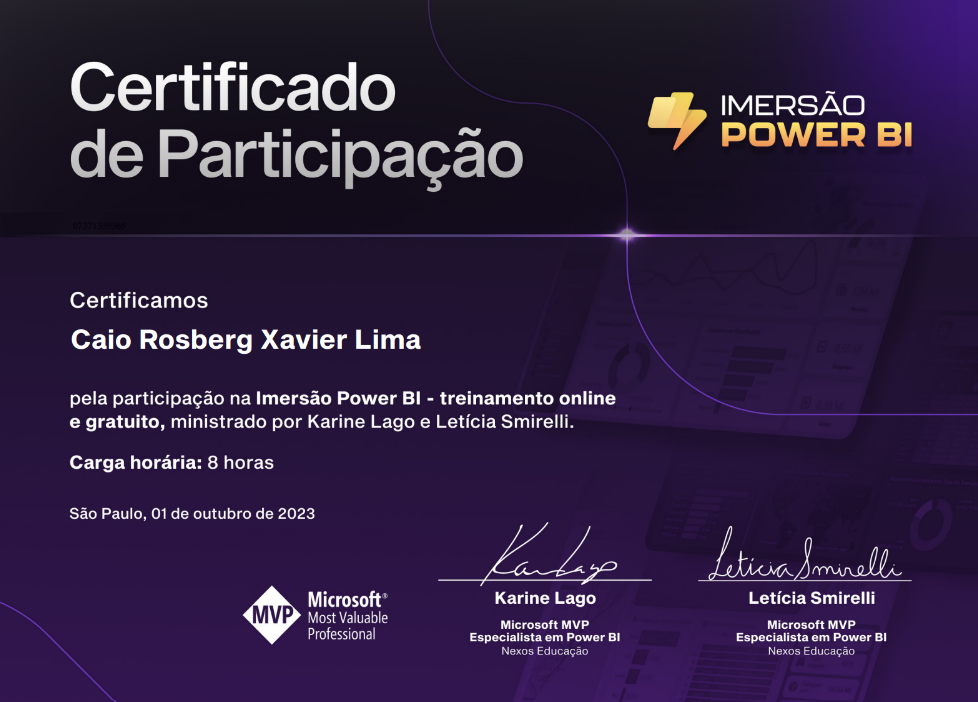 Certificado
de Participação
IMERSÃO
POWER BI
Certificamos
Caio Rosberg Xavier Lima
pela participação na Imersão Power BI - treinamento online
e gratuito, ministrado por Karine Lago e Letícia Smirelli.
Carga horária: 8 horas
São Paulo, 01 de outubro de 2023
Karine Lago
Letícia Smirelli
MVP
Microsoft®
Most Valuable
Professional
Karine Lago
Microsoft MVP
Especialista em Power BI
Nexos Educação
Letícia Smirelli
Microsoft MVP
Especialista em Power BI
Nexos Educação